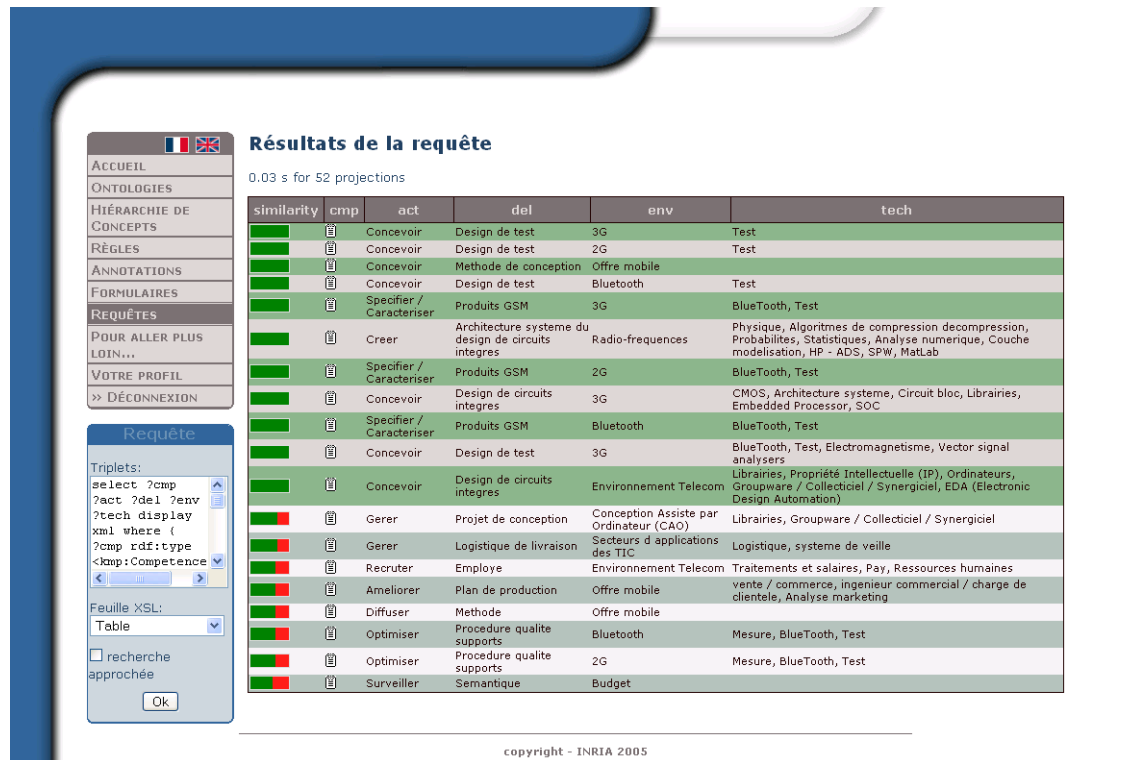 Résultats de la requête
0.03 s for 52 projections
ACCUEIL
ONTOLOGIES
HIÉRARCHIE DE
CONCEPTS
RÈGLES
ANNOTATIONS
FORMULAIRES
REQUÊTES
POUR ALLER PLUS
LOIN...
VOTRE PROFIL
» DÉCONNEXION
Requête
Triplets:
select ?cmp
?act ?del ?env
?tech display
xml where (
?cmp rdf:type
<kmp:Competence
Feuille XSL:
Table
recherche
approchée
Ok
similarity cmp act del env tech
Concevoir Design de test 3G Test
Concevoir Design de test 2G Test
Concevoir Methode de conception Offre mobile
Concevoir Design de test Bluetooth Test
Specifier /
Caracteriser Produits GSM 3G BlueTooth, Test
Creer Architecture systeme du
design de circuits
integres Radio-frequences Physique, Algoritmes de compression decompression,
Probabilites, Statistiques, Analyse numerique, Couche
modelisation, HP - ADS, SPW, MatLab
Specifier /
Caracteriser Produits GSM 2G BlueTooth, Test
Concevoir Design de circuits
integres 3G CMOS, Architecture systeme, Circuit bloc, Librairies,
Embedded Processor, SOC
Specifier /
Caracteriser Produits GSM Bluetooth BlueTooth, Test
Concevoir Design de test 3G BlueTooth, Test, Electromagnetisme, Vector signal
analysers
Concevoir Design de circuits
integres Environnement Telecom Librairies, Propriété Intellectuelle (IP), Ordinateurs,
Groupware / Collecticiel / Synergiciel, EDA (Electronic
Design Automation)
Gerer Projet de conception Conception Assiste par
Ordinateur (CAO) Librairies, Groupware / Collecticiel / Synergiciel
Gerer Logistique de livraison Secteurs d applications
des TIC Logistique, systeme de veille
Recruter Employe Environnement Telecom Traitements et salaires, Pay, Ressources humaines
Ameliorer Plan de production Offre mobile vente / commerce, ingenieur commercial / charge de
clientele, Analyse marketing
Diffuser Methode Offre mobile
Optimiser Procedure qualite
supports Bluetooth Mesure, BlueTooth, Test
Optimiser Procedure qualite
supports 2G Mesure, BlueTooth, Test
Surveiller Semantique Budget
copyright - INRIA 2005